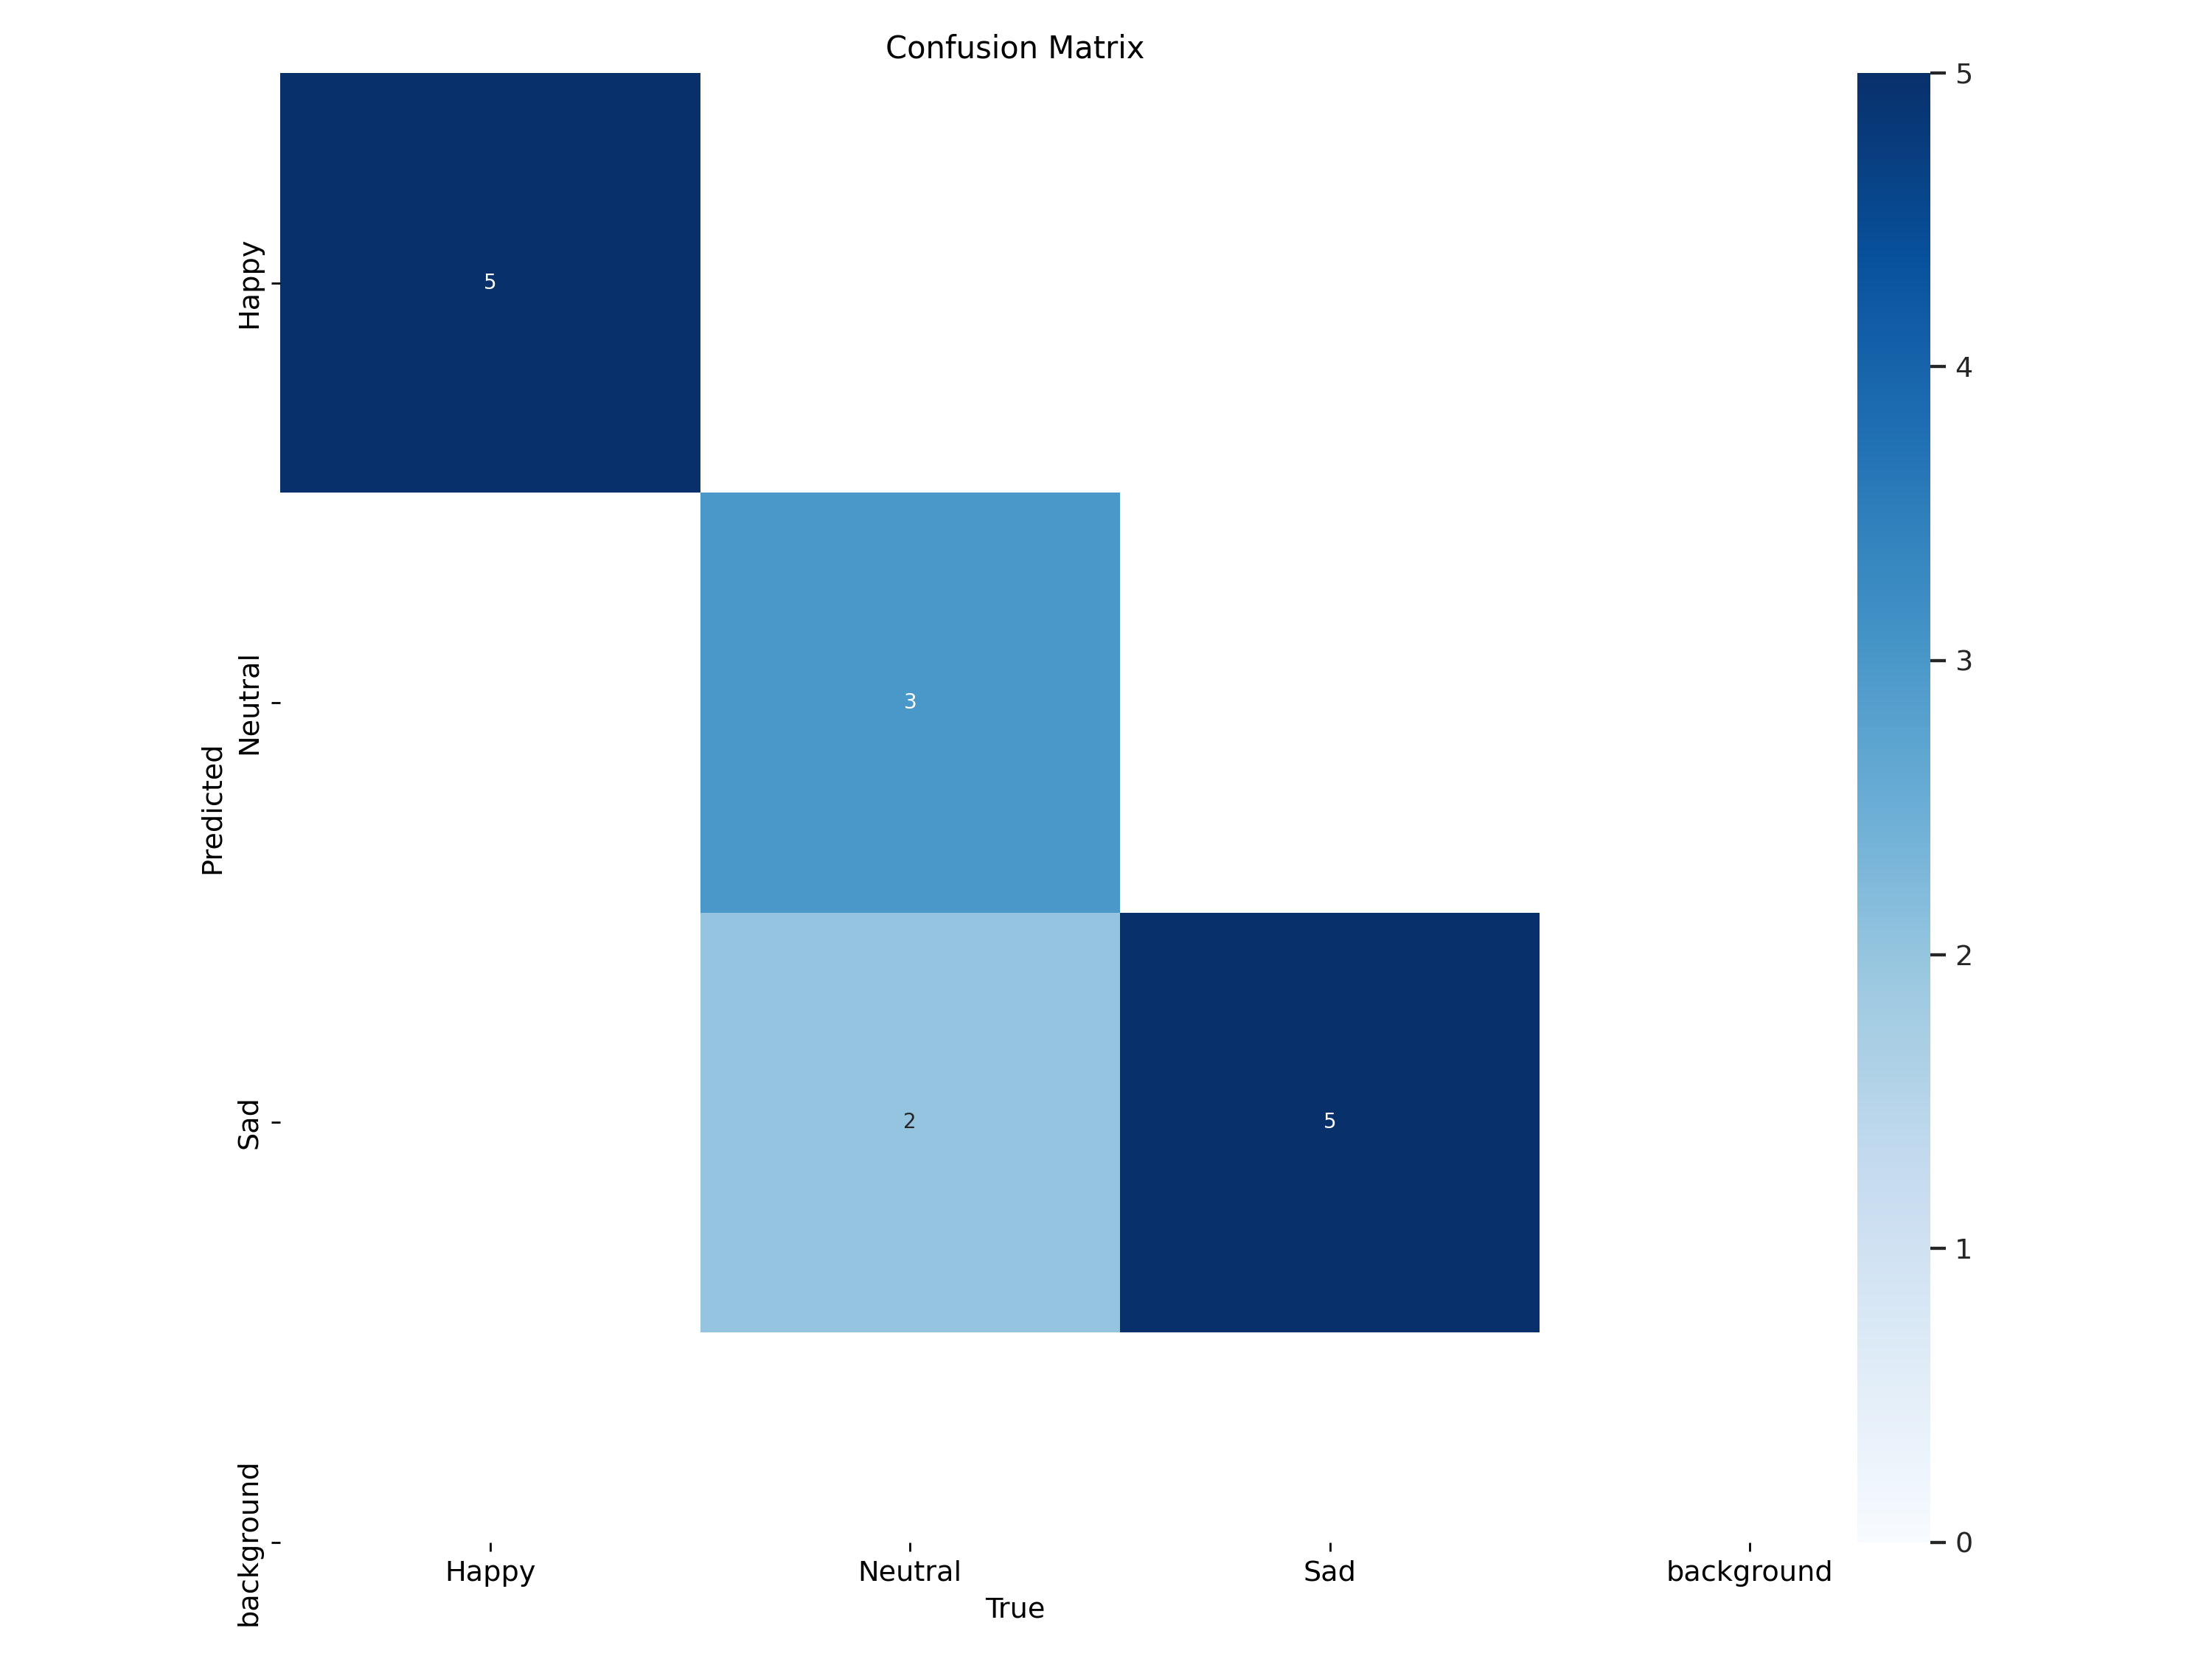 Confusion Matrix
Predicted
Happy
Neutral
Sad
background
5
3
2
5
5
4
3
2
1
0
Happy
Neutral
Sad
background
True